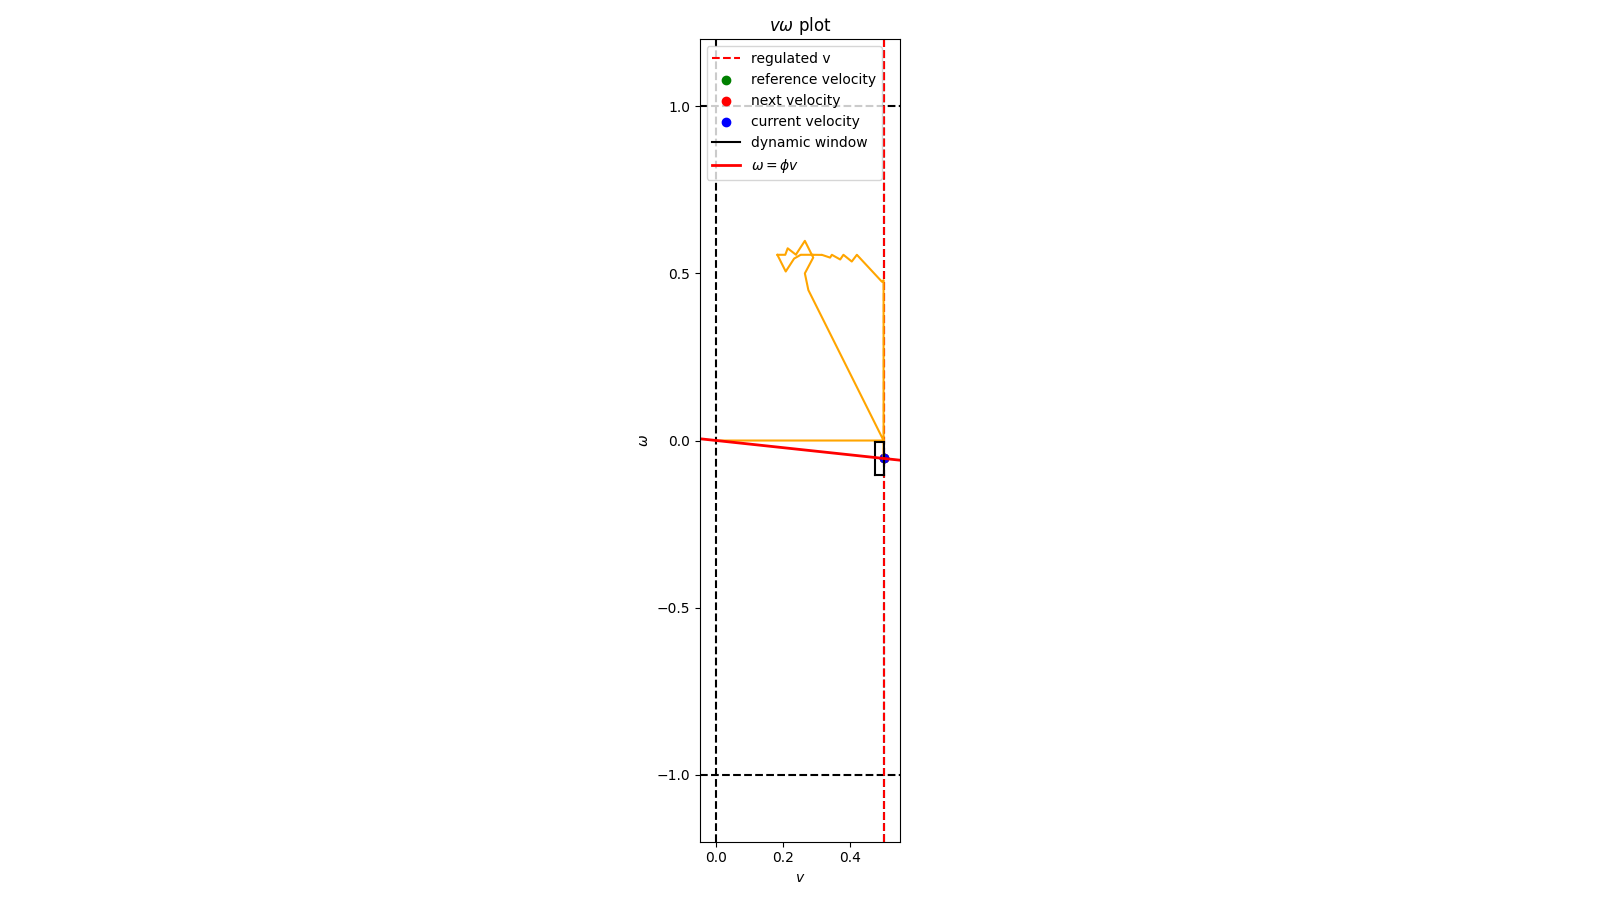 vω plot
regulated v
reference velocity
next velocity
current velocity
dynamic window
ω = ϕv
1.0
0.5
0.0
−0.5
−1.0
ω
0.0 0.2 0.4
v